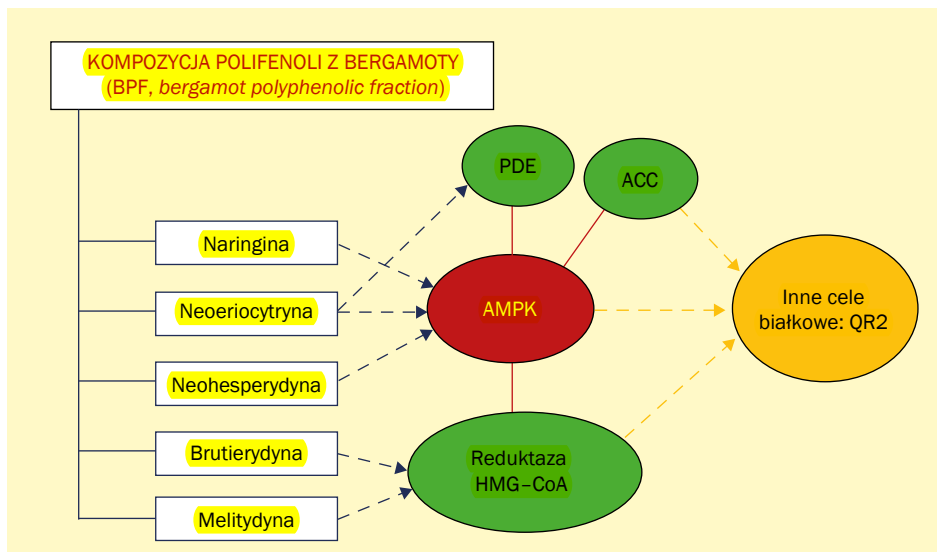 KOMPOZYCJA POLIFENOLI Z BERGAMOTY
(BPF, bergamot polyphenolic fraction)
PDE
ACC
Naringina
Neoeriocytryna
AMPK
Inne cele
białkowe: QR2
Neohesperydyna
Brutierydyna
Reduktaza
HMG–CoA
Melitydyna